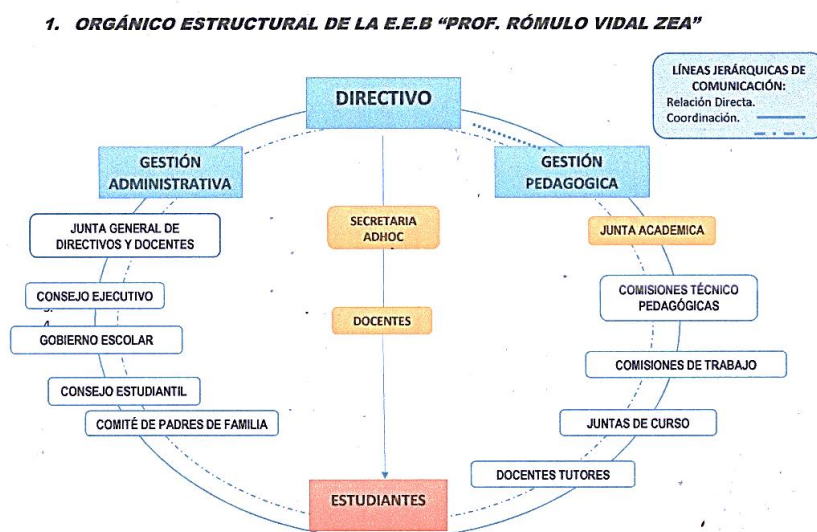 1. ORGÁNICO ESTRUCTURAL DE LA E.E.B “PROF. RÓMULO VIDAL ZEA”
LÍNEAS JERÁRQUICAS DE
COMUNICACIÓN:
Relación Directa.
Coordinación.
DIRECTIVO
GESTIÓN
ADMINISTRATIVA
GESTIÓN
PEDAGOGICA
JUNTA GENERAL DE
DIRECTIVOS Y DOCENTES
SECRETARIA
ADHOC
JUNTA ACADEMICA
CONSEJO EJECUTIVO
COMISIONES TÉCNICO
PEDAGÓGICAS
GOBIERNO ESCOLAR
DOCENTES
CONSEJO ESTUDIANTIL
COMISIONES DE TRABAJO
COMITÉ DE PADRES DE FAMILIA
JUNTAS DE CURSO
DOCENTES TUTORES
ESTUDIANTES